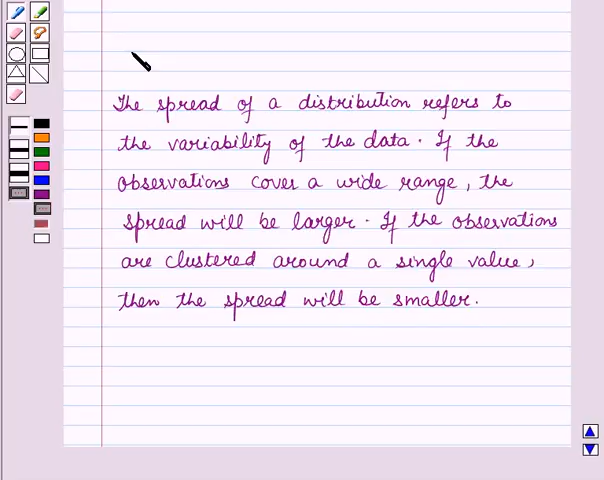 The spread of a distribution refers to
the variability of the data. If the
observations cover a wide range, the
spread will be larger. If the observations
are clustered around a single value,
then the spread will be smaller.